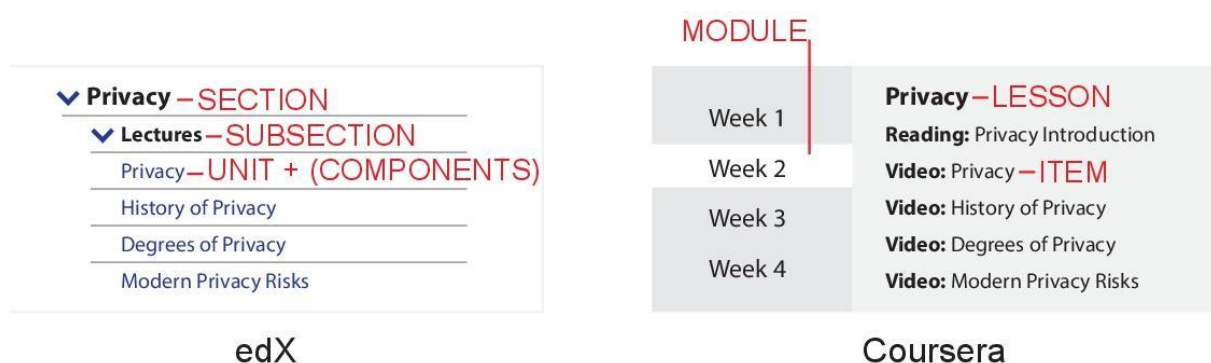 Privacy – SECTION
Lectures – SUBSECTION
Privacy – UNIT + (COMPONENTS)
History of Privacy
Degrees of Privacy
Modern Privacy Risks
edX
MODULE
Week 1
Week 2
Week 3
Week 4
Privacy – LESSON
Reading: Privacy Introduction
Video: Privacy – ITEM
Video: History of Privacy
Video: Degrees of Privacy
Video: Modern Privacy Risks
Coursera